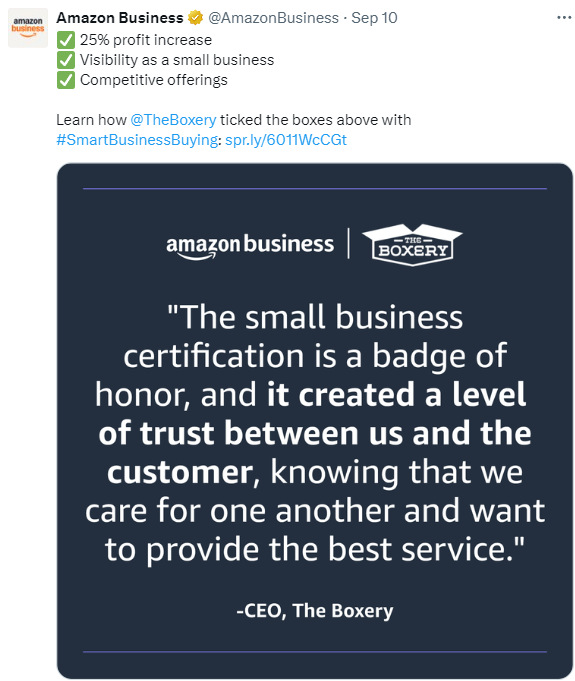 Amazon Business @AmazonBusiness · Sep 10
amazon
business
25% profit increase
Visibility as a small business
Competitive offerings
Learn how @TheBoxery ticked the boxes above with
#SmartBusinessBuying: spr.ly/6011WcCGt
amazon business | THE BOXERY
"The small business
certification is a badge of
honor, and it created a level
of trust between us and the
customer, knowing that we
care for one another and want
to provide the best service."
-CEO, The Boxery